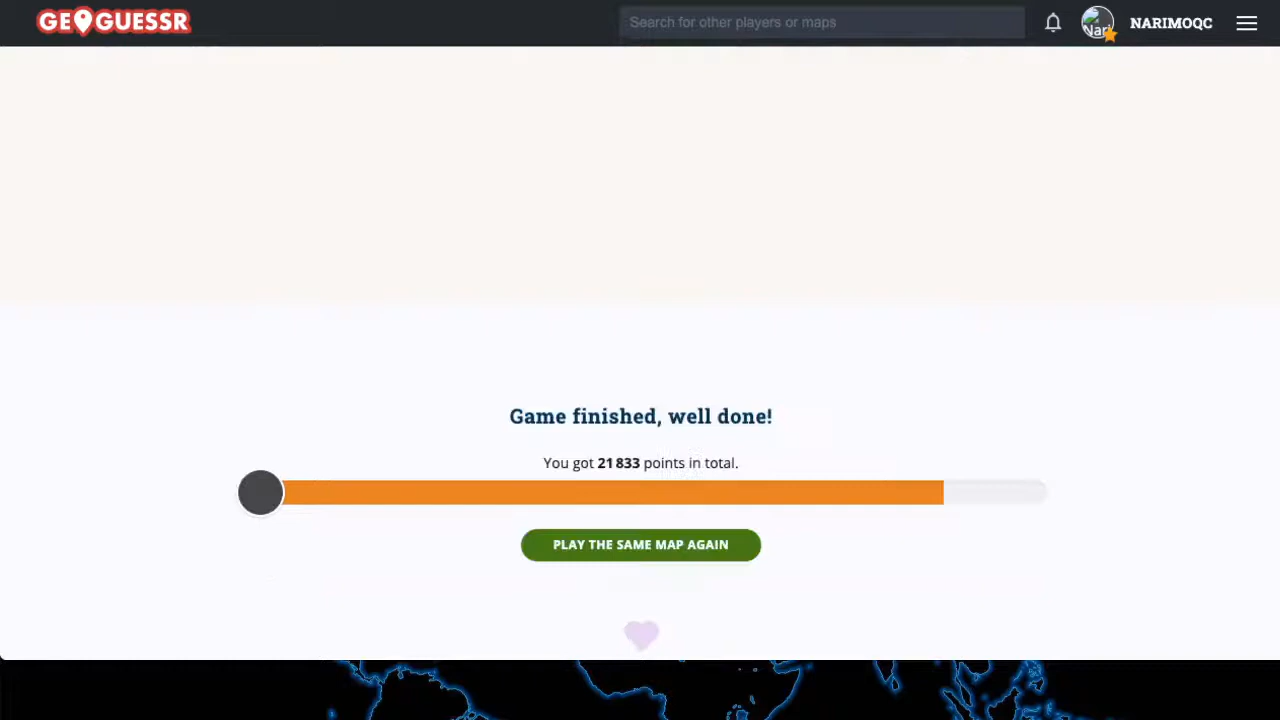 GEOGUESSR
Search for other players or maps
Nari
NARIMOQC
Game finished, well done!
You got 21 833 points in total.
PLAY THE SAME MAP AGAIN